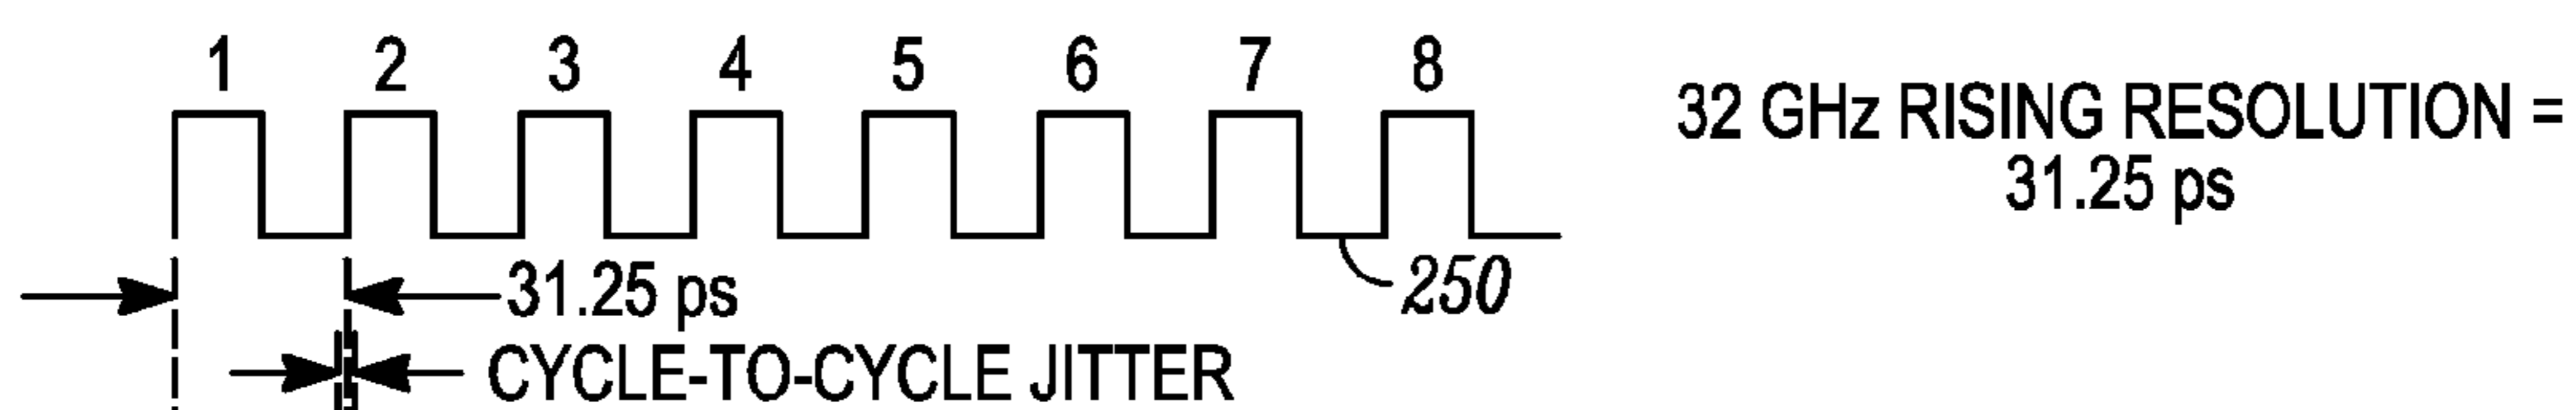 1 2 3 4 5 6 7 8
32 GHz RISING RESOLUTION =
31.25 ps
250
31.25 ps
CYCLE-TO-CYCLE JITTER